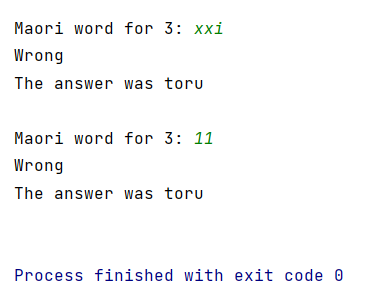 Maori word for 3: xxi
Wrong
The answer was toru
Maori word for 3: 11
Wrong
The answer was toru
Process finished with exit code 0